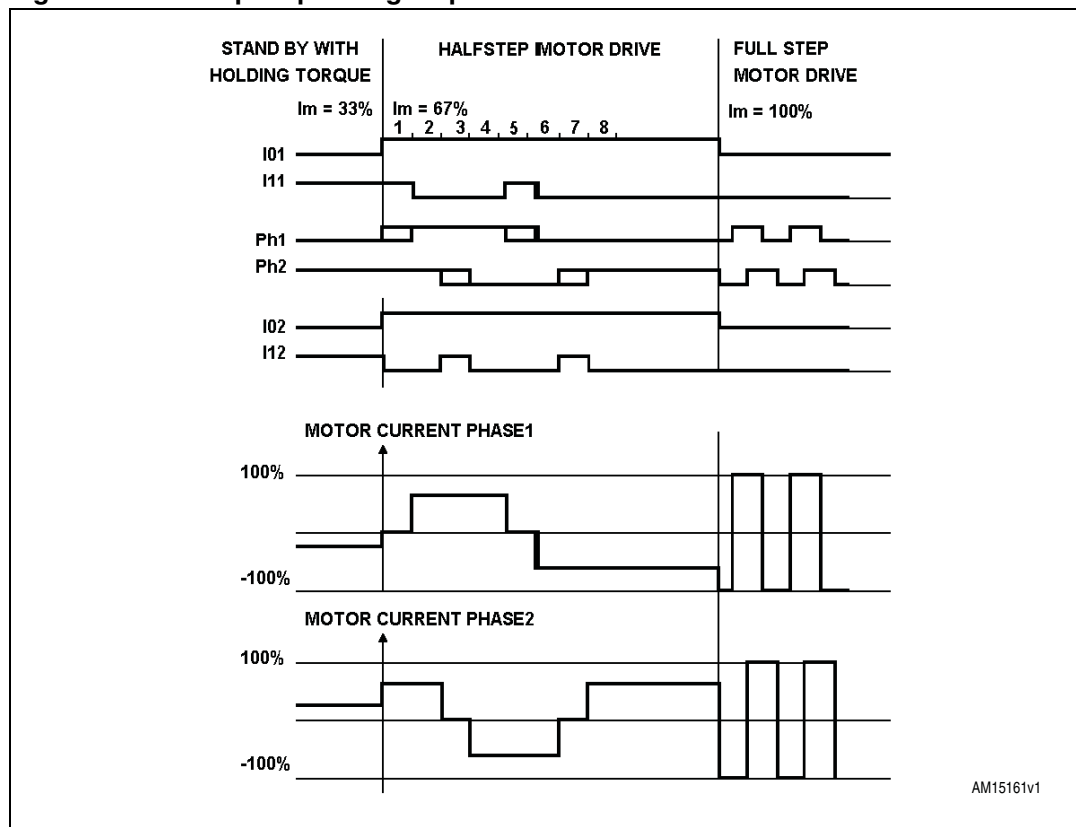 STAND BY WITH
HOLDING TORQUE
HALFSTEP MOTOR DRIVE
FULL STEP
MOTOR DRIVE
Im = 33%
Im = 67%
Im = 100%
1 2 3 4 5 6 7 8
I01
I11
Ph1
Ph2
I02
I12
MOTOR CURRENT PHASE1
100%
-100%
MOTOR CURRENT PHASE2
100%
-100%
AM15161v1